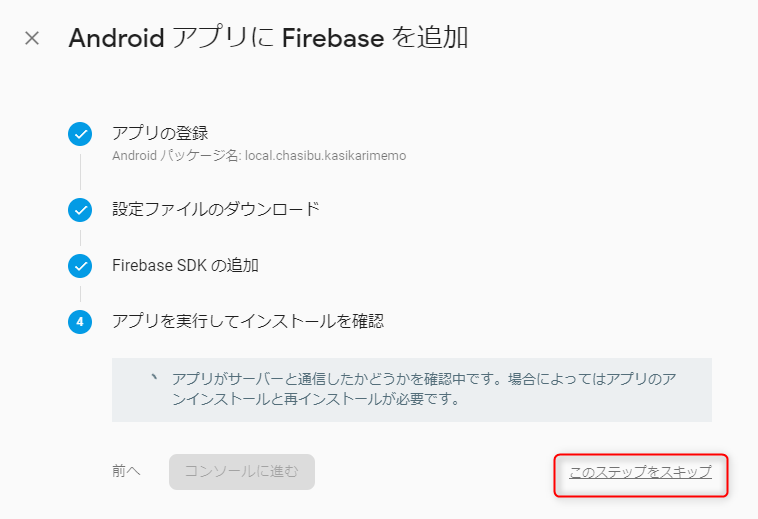 Android アプリに Firebase を追加
アプリの登録
Android パッケージ名: local.chasibu.kasikarimemo
設定ファイルのダウンロード
Firebase SDK の追加
4 アプリを実行してインストールを確認
アプリがサーバーと通信したかどうかを確認中です。場合によってはアプリのア
ンインストールと再インストールが必要です。
前へ コンソールに進む このステップをスキップ